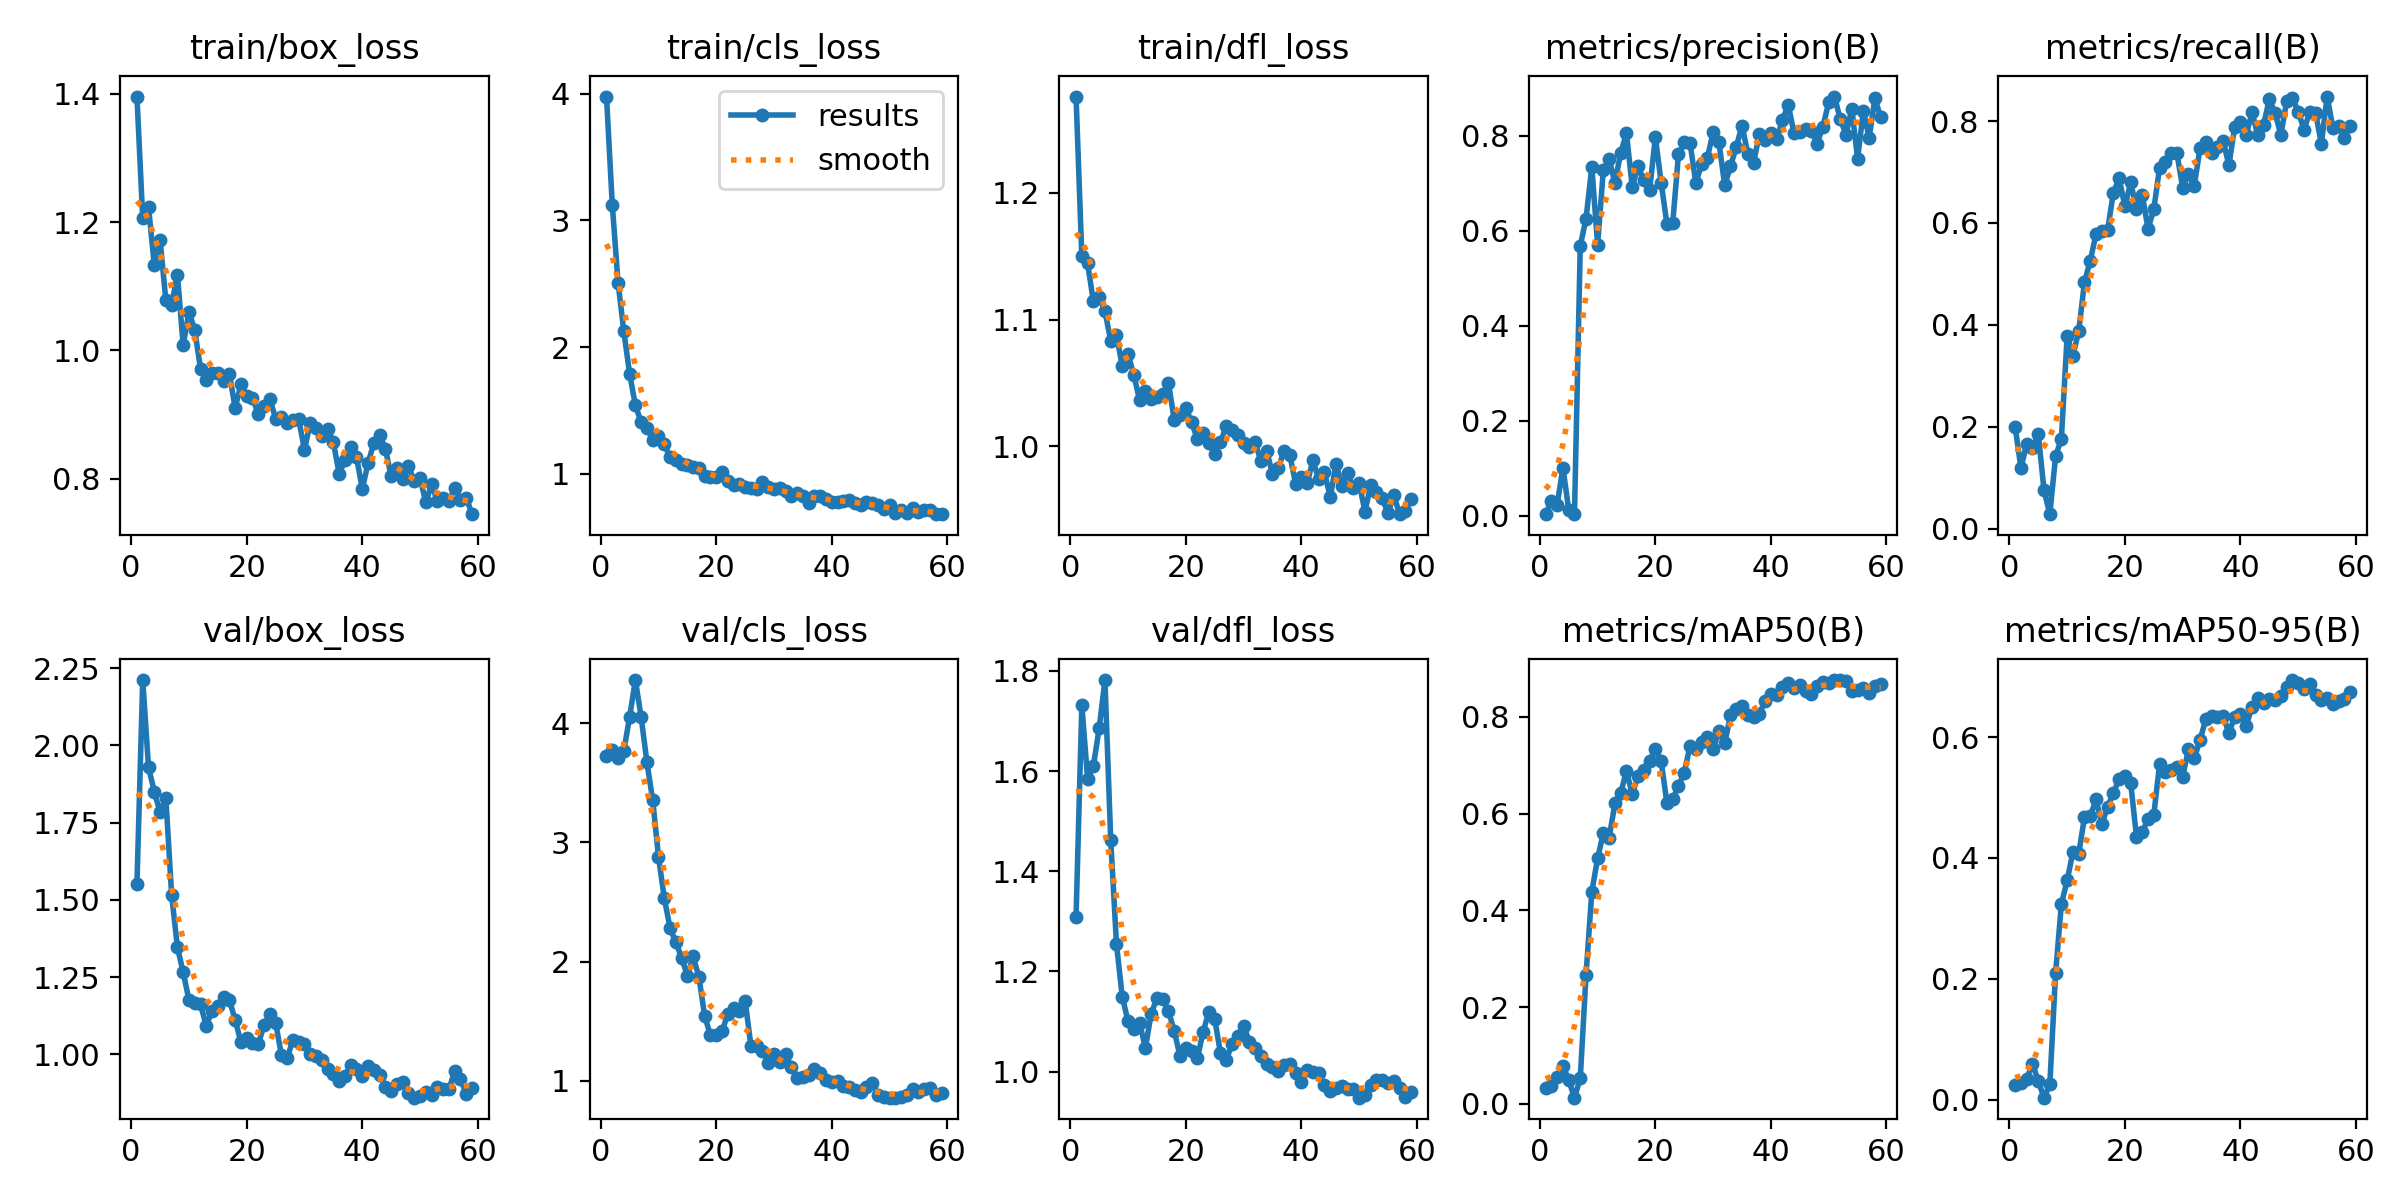 train/box_loss
1.4
1.2
1.0
0.8
0 20 40 60
train/cls_loss
results
smooth
4
3
2
1
0 20 40 60
train/dfl_loss
1.2
1.1
1.0
0 20 40 60
metrics/precision(B)
0.8
0.6
0.4
0.2
0.0
0 20 40 60
metrics/recall(B)
0.8
0.6
0.4
0.2
0.0
0 20 40 60
val/box_loss
2.25
2.00
1.75
1.50
1.25
1.00
0 20 40 60
val/cls_loss
4
3
2
1
0 20 40 60
val/dfl_loss
1.8
1.6
1.4
1.2
1.0
0 20 40 60
metrics/mAP50(B)
0.8
0.6
0.4
0.2
0.0
0 20 40 60
metrics/mAP50-95(B)
0.6
0.4
0.2
0.0
0 20 40 60